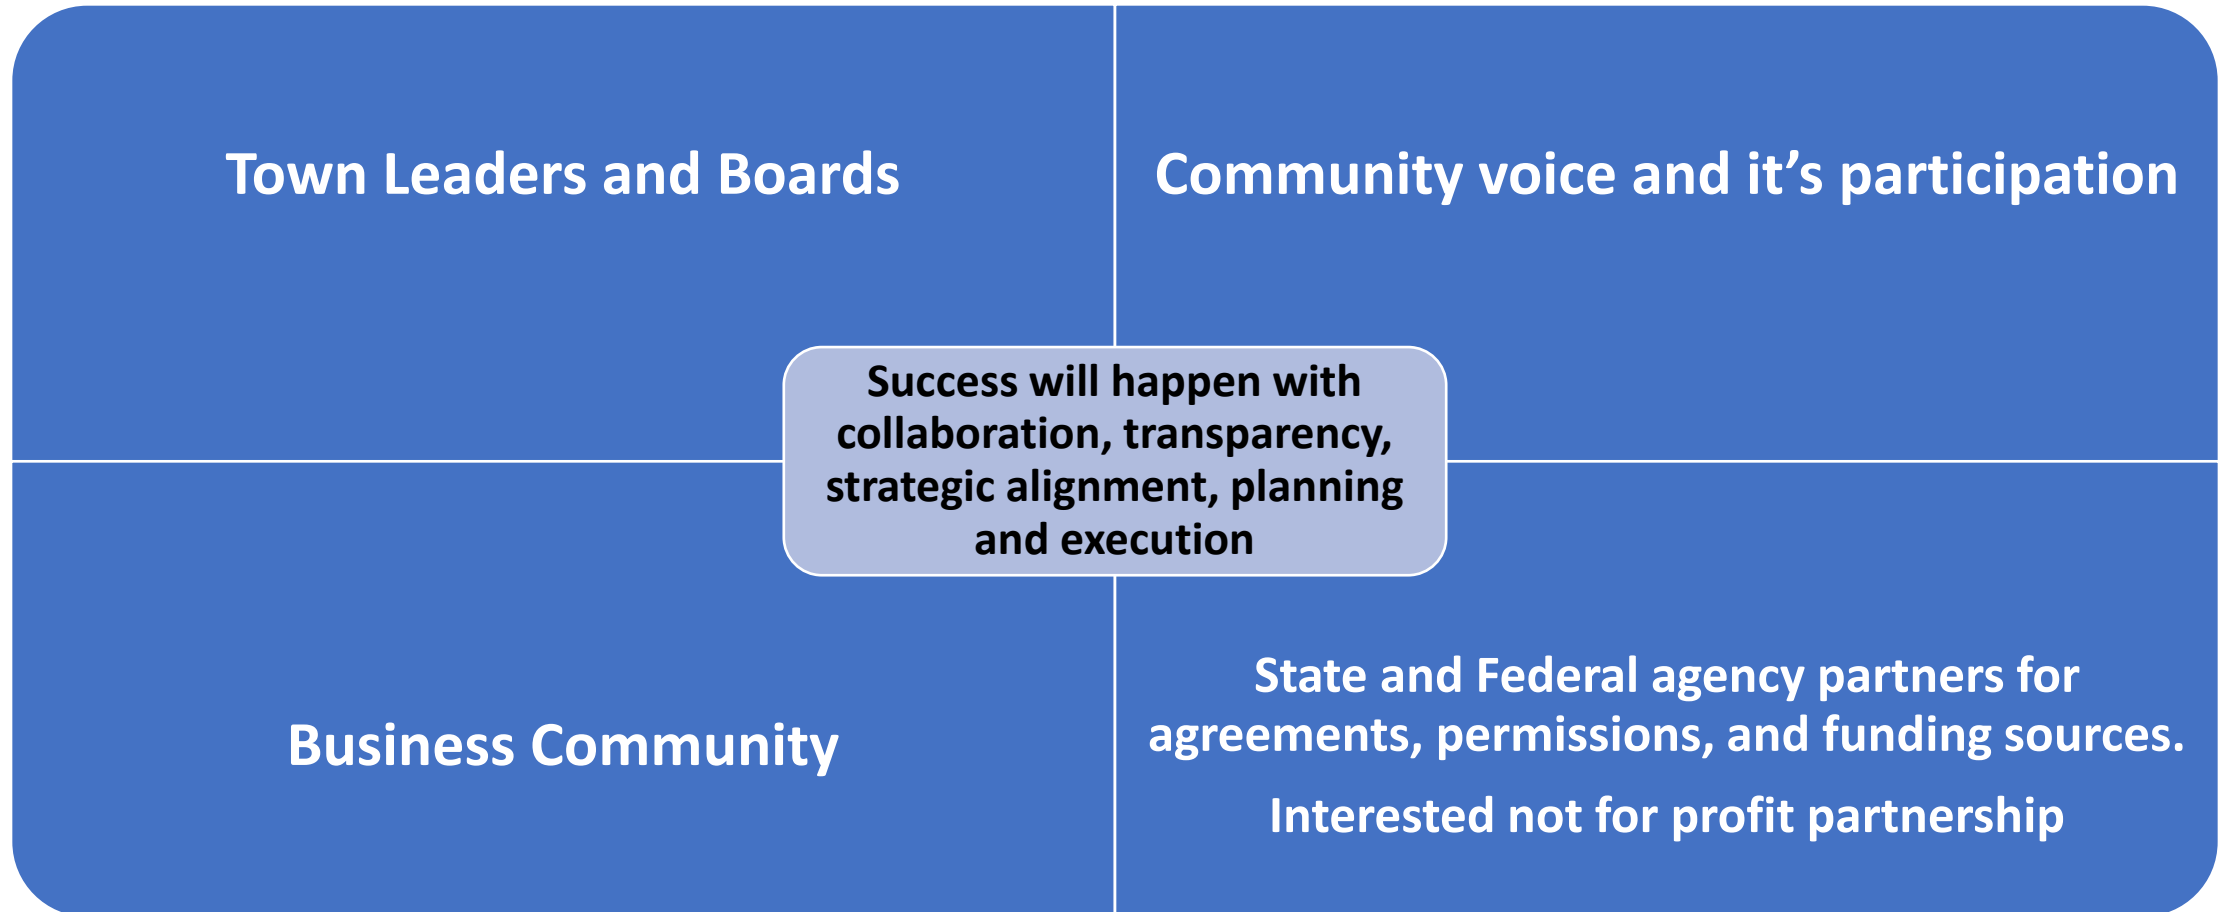 Town Leaders and Boards
Community voice and it’s participation
Success will happen with
collaboration, transparency,
strategic alignment, planning
and execution
Business Community
State and Federal agency partners for
agreements, permissions, and funding sources.
Interested not for profit partnership